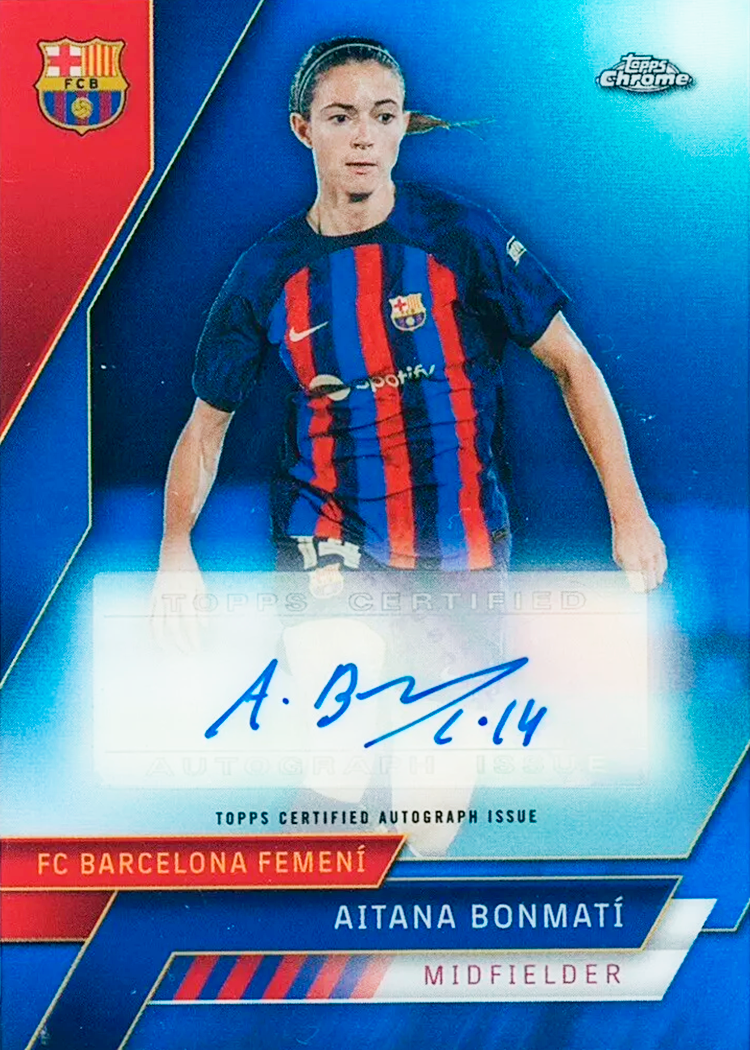 FCB
Topps
Chrome
spotify
TOPPS CERTIFIED
A. B
L.14
AUTOGRAPH ISSUE
TOPPS CERTIFIED AUTOGRAPH ISSUE
FC BARCELONA FEMENÍ
AITANA BONMATÍ
MIDFIELDER